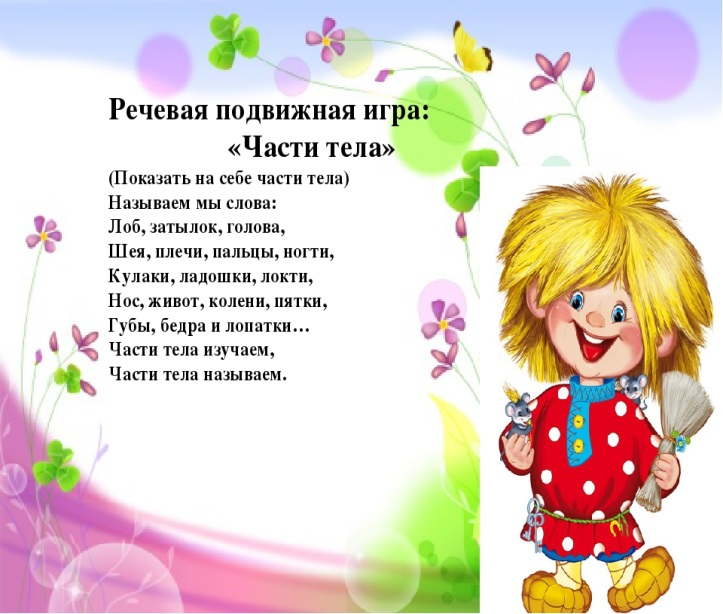 Речевая подвижная игра:
«Части тела»
(Показать на себе части тела)
Называем мы слова:
Лоб, затылок, голова,
Шея, плечи, пальцы, ногти,
Кулаки, ладошки, локти,
Нос, живот, колени, пятки,
Губы, бедра и лопатки…
Части тела изучаем,
Части тела называем.